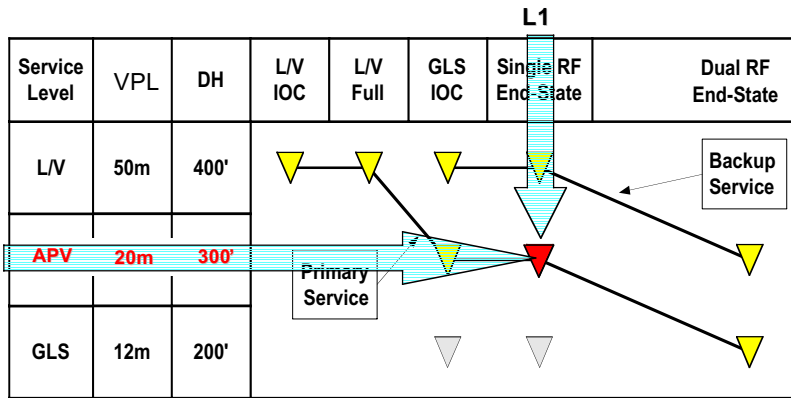 L1
Service Level
VPL
DH
L/V IOC
L/V Full
GLS IOC
Single RF End-State
Dual RF End-State
L/V
50m
400'
Backup Service
APV
20m
300’
Primary Service
GLS
12m
200'